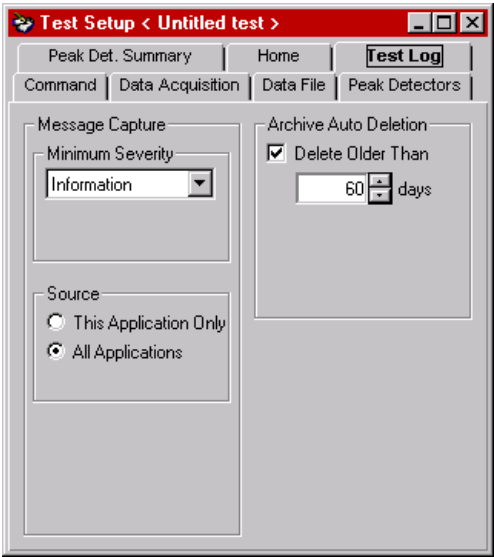 Test Setup < Untitled test >
Peak Det. Summary Home Test Log
Command Data Acquisition Data File Peak Detectors
Message Capture
Minimum Severity
Information
Source
This Application Only
All Applications
Archive Auto Deletion
Delete Older Than
60 days